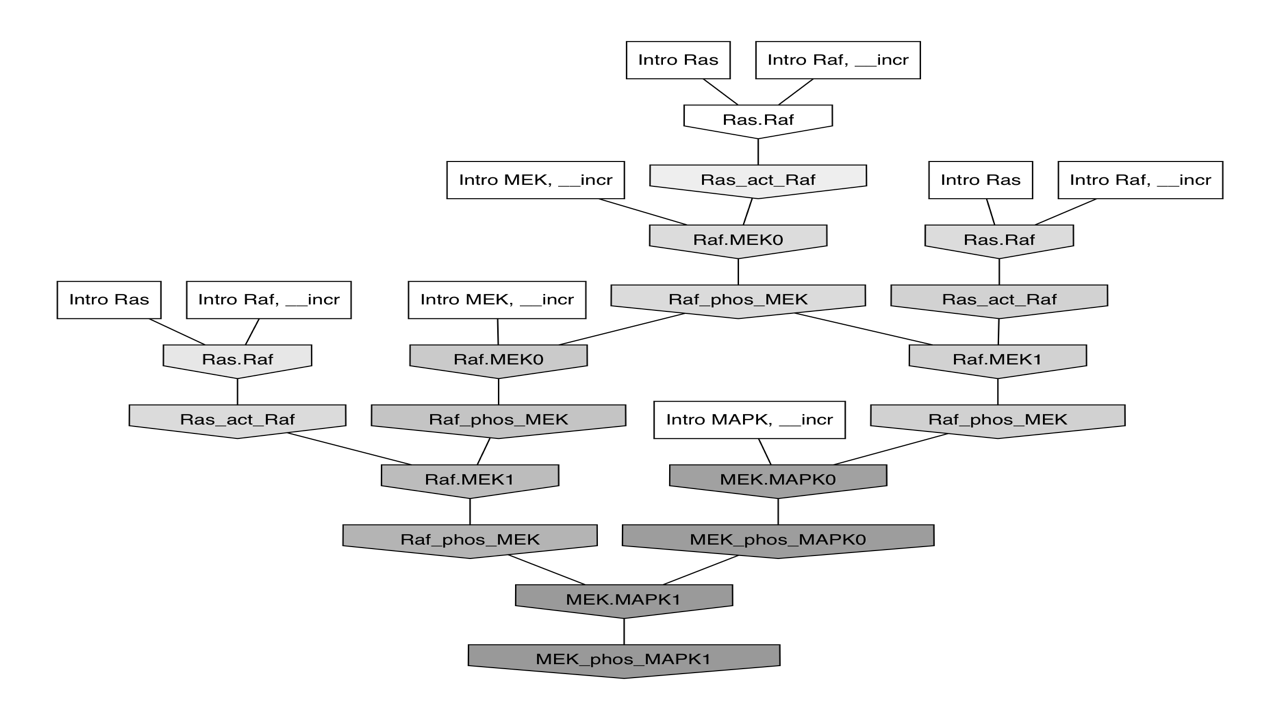 Intro Ras
Intro Raf, __incr
Ras.Raf
Intro MEK, __incr
Ras_act_Raf
Intro Ras
Intro Raf, __incr
Raf.MEK0
Ras.Raf
Intro Ras
Intro Raf, __incr
Intro MEK, __incr
Raf_phos_MEK
Ras_act_Raf
Ras.Raf
Raf.MEK0
Raf.MEK1
Ras_act_Raf
Raf_phos_MEK
Intro MAPK, __incr
Raf_phos_MEK
Raf.MEK1
MEK.MAPK0
Raf_phos_MEK
MEK_phos_MAPK0
MEK.MAPK1
MEK_phos_MAPK1